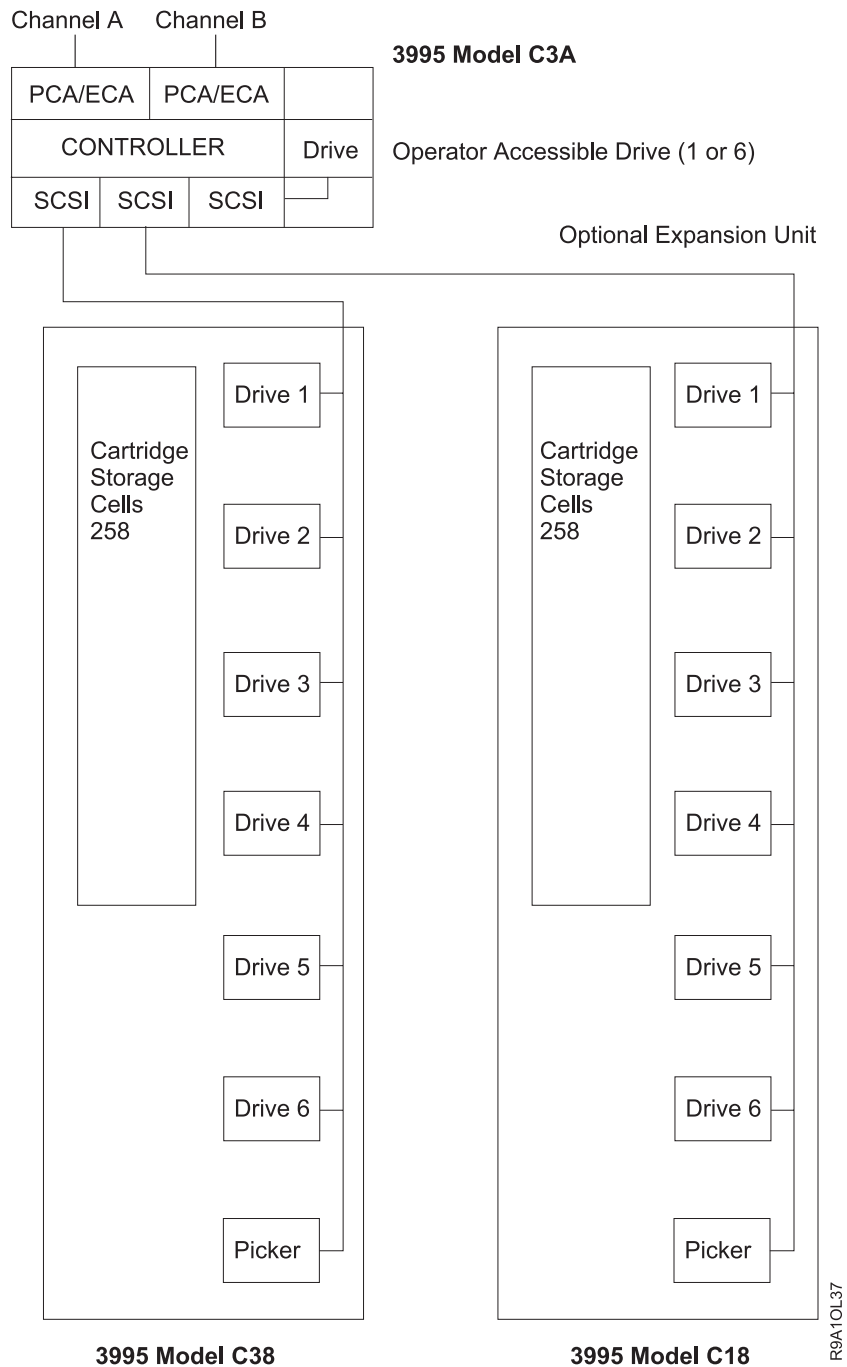 Channel A
Channel B
3995 Model C3A
PCA/ECA
PCA/ECA
CONTROLLER
Drive
Operator Accessible Drive (1 or 6)
SCSI
SCSI
SCSI
Optional Expansion Unit
Cartridge
Storage
Cells
258
Drive 1
Drive 2
Drive 3
Drive 4
Drive 5
Drive 6
Picker
3995 Model C38
Cartridge
Storage
Cells
258
Drive 1
Drive 2
Drive 3
Drive 4
Drive 5
Drive 6
Picker
3995 Model C18
R9A1OL37